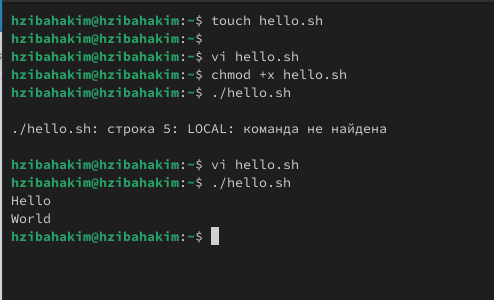 hzibahakim@hzibahakim:~$ touch hello.sh
hzibahakim@hzibahakim:~$
hzibahakim@hzibahakim:~$ vi hello.sh
hzibahakim@hzibahakim:~$ chmod +x hello.sh
hzibahakim@hzibahakim:~$ ./hello.sh
./hello.sh: строка 5: LOCAL: команда не найдена
hzibahakim@hzibahakim:~$ vi hello.sh
hzibahakim@hzibahakim:~$ ./hello.sh
Hello
World
hzibahakim@hzibahakim:~$